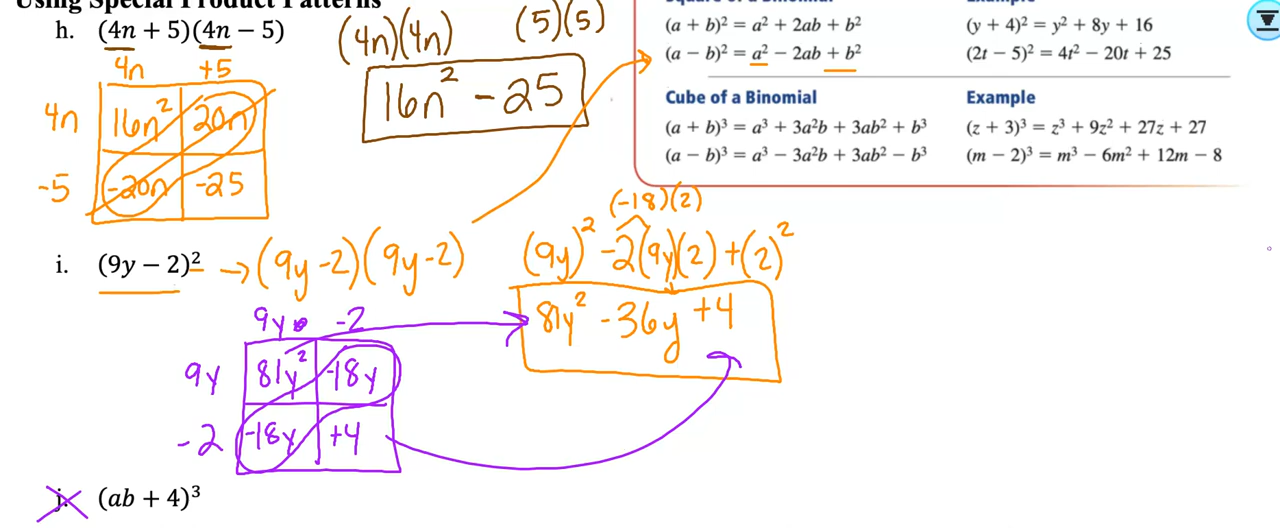 Using Special Product Patterns
h. (4n + 5)(4n − 5)
(4n)(4n) (5)(5)
16n² - 25
4n +5
4n 16n² 20n
-5 -20n -25
(a + b)² = a² + 2ab + b² (y + 4)² = y² + 8y + 16
(a − b)² = a² − 2ab + b² (2t − 5)² = 4t² − 20t + 25
Cube of a Binomial Example
(a + b)³ = a³ + 3a²b + 3ab² + b³ (z + 3)³ = z³ + 9z² + 27z + 27
(a − b)³ = a³ − 3a²b + 3ab² − b³ (m − 2)³ = m³ − 6m² + 12m − 8
(-18)(2)
i. (9y − 2)² → (9y - 2)(9y - 2) (9y)² - 2(9y)(2) + (2)²
81y² - 36y + 4
9y -2
9y 81y² -18y
-2 -18y +4
j. (ab + 4)³